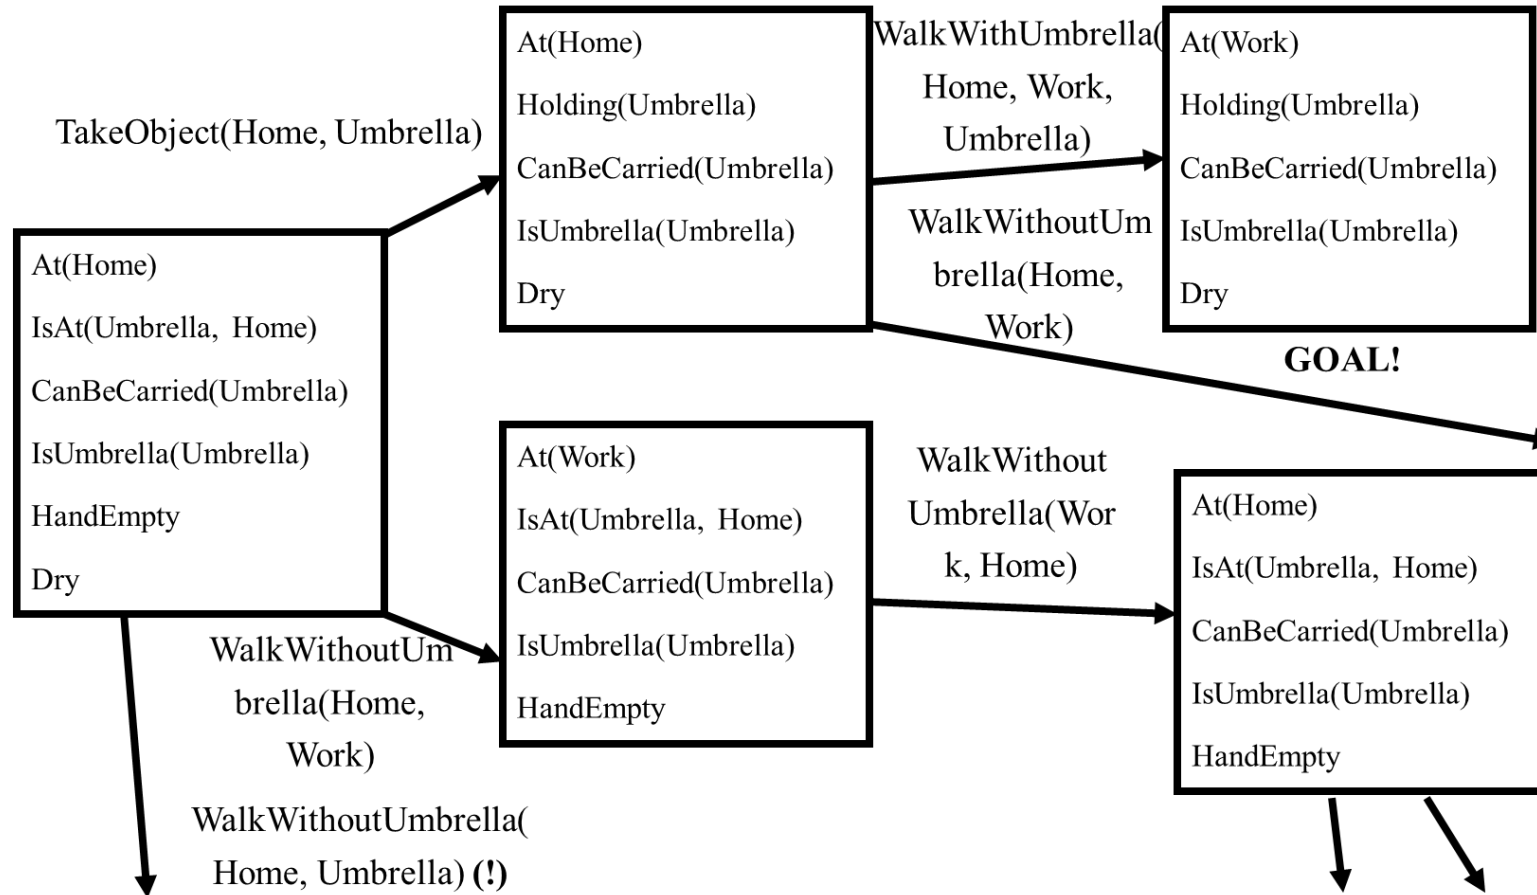 At(Home)
Holding(Umbrella)
CanBeCarried(Umbrella)
IsUmbrella(Umbrella)
Dry
WalkWithUmbrella(
Home, Work,
Umbrella)
At(Work)
Holding(Umbrella)
CanBeCarried(Umbrella)
IsUmbrella(Umbrella)
Dry
GOAL!
TakeObject(Home, Umbrella)
WalkWithoutUm
brella(Home,
Work)
At(Home)
IsAt(Umbrella, Home)
CanBeCarried(Umbrella)
IsUmbrella(Umbrella)
HandEmpty
Dry
At(Work)
IsAt(Umbrella, Home)
CanBeCarried(Umbrella)
IsUmbrella(Umbrella)
HandEmpty
WalkWithout
Umbrella(Wor
k, Home)
At(Home)
IsAt(Umbrella, Home)
CanBeCarried(Umbrella)
IsUmbrella(Umbrella)
HandEmpty
WalkWithoutUm
brella(Home,
Work)
WalkWithoutUmbrella(
Home, Umbrella) (!)